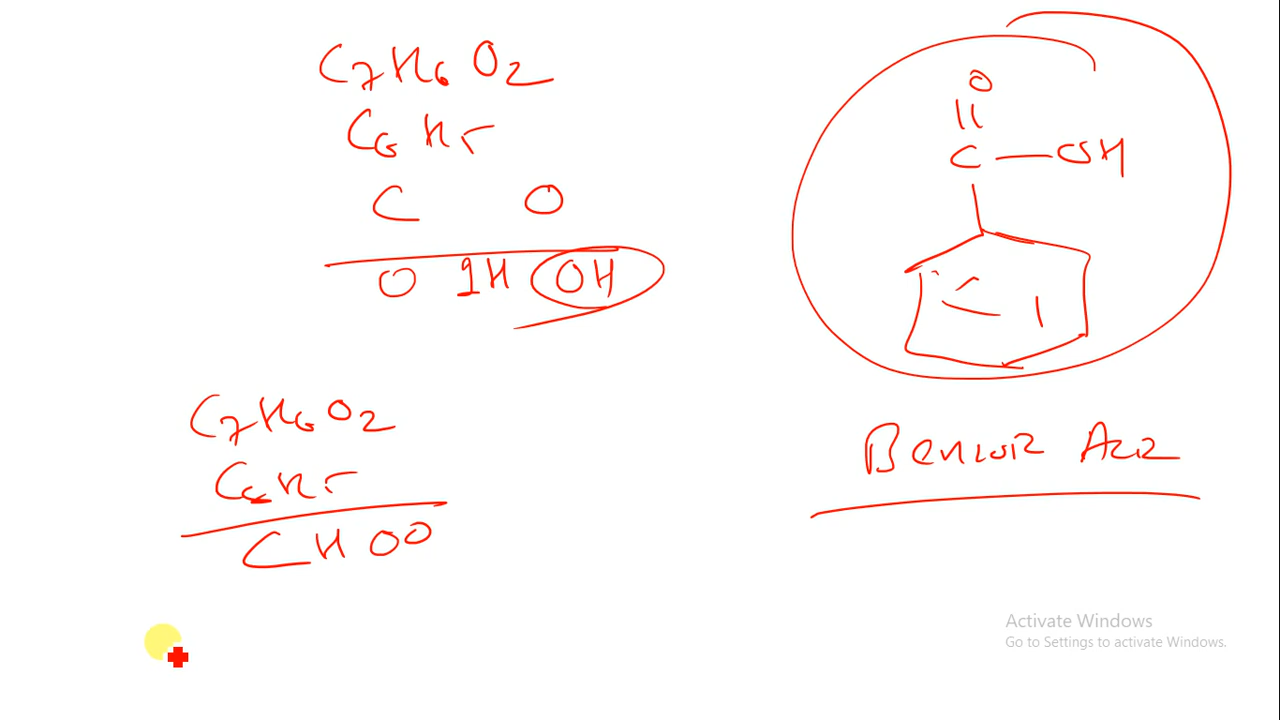 C7H6O2
C6H5
C O
O 1H OH
O
C OH
C7H6O2
C6H5
CHOO
Benzoic Acid
Activate Windows
Go to Settings to activate Windows.